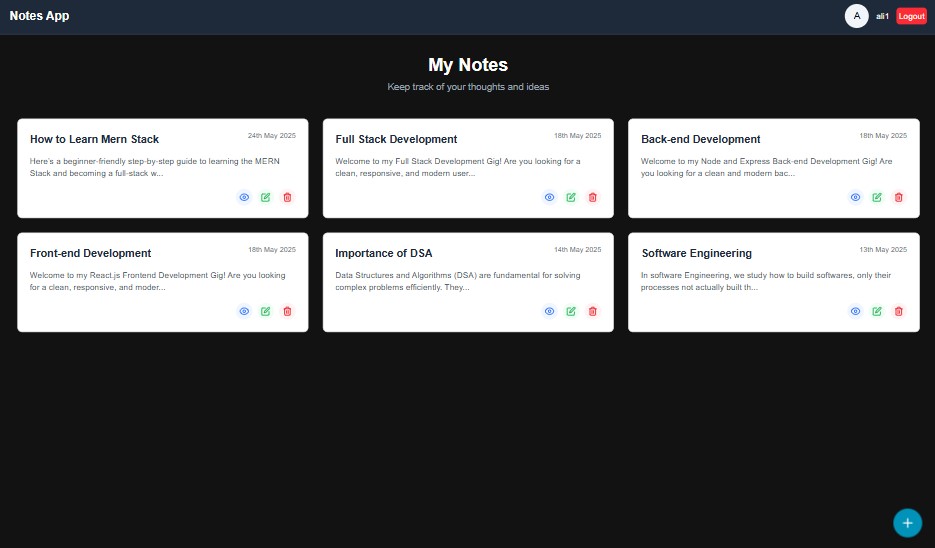 Notes App
A
ali1
Logout
My Notes
Keep track of your thoughts and ideas
How to Learn Mern Stack
24th May 2025
Here's a beginner-friendly step-by-step guide to learning the MERN
Stack and becoming a full-stack w...
Full Stack Development
18th May 2025
Welcome to my Full Stack Development Gig! Are you looking for a
clean, responsive, and modern user...
Back-end Development
18th May 2025
Welcome to my Node and Express Back-end Development Gig! Are
you looking for a clean and modern bac...
Front-end Development
18th May 2025
Welcome to my React.js Frontend Development Gig! Are you looking
for a clean, responsive, and moder...
Importance of DSA
14th May 2025
Data Structures and Algorithms (DSA) are fundamental for solving
complex problems efficiently. They...
Software Engineering
13th May 2025
In software Engineering, we study how to build softwares, only their
processes not actually built th...